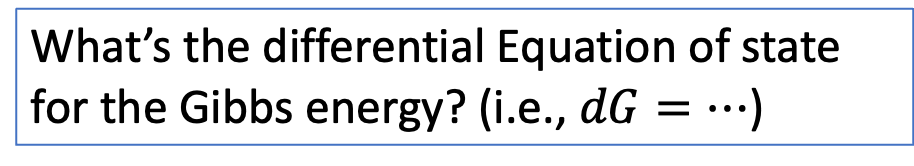 What’s the differential Equation of state
for the Gibbs energy? (i.e., 𝑑𝐺 = ⋯)